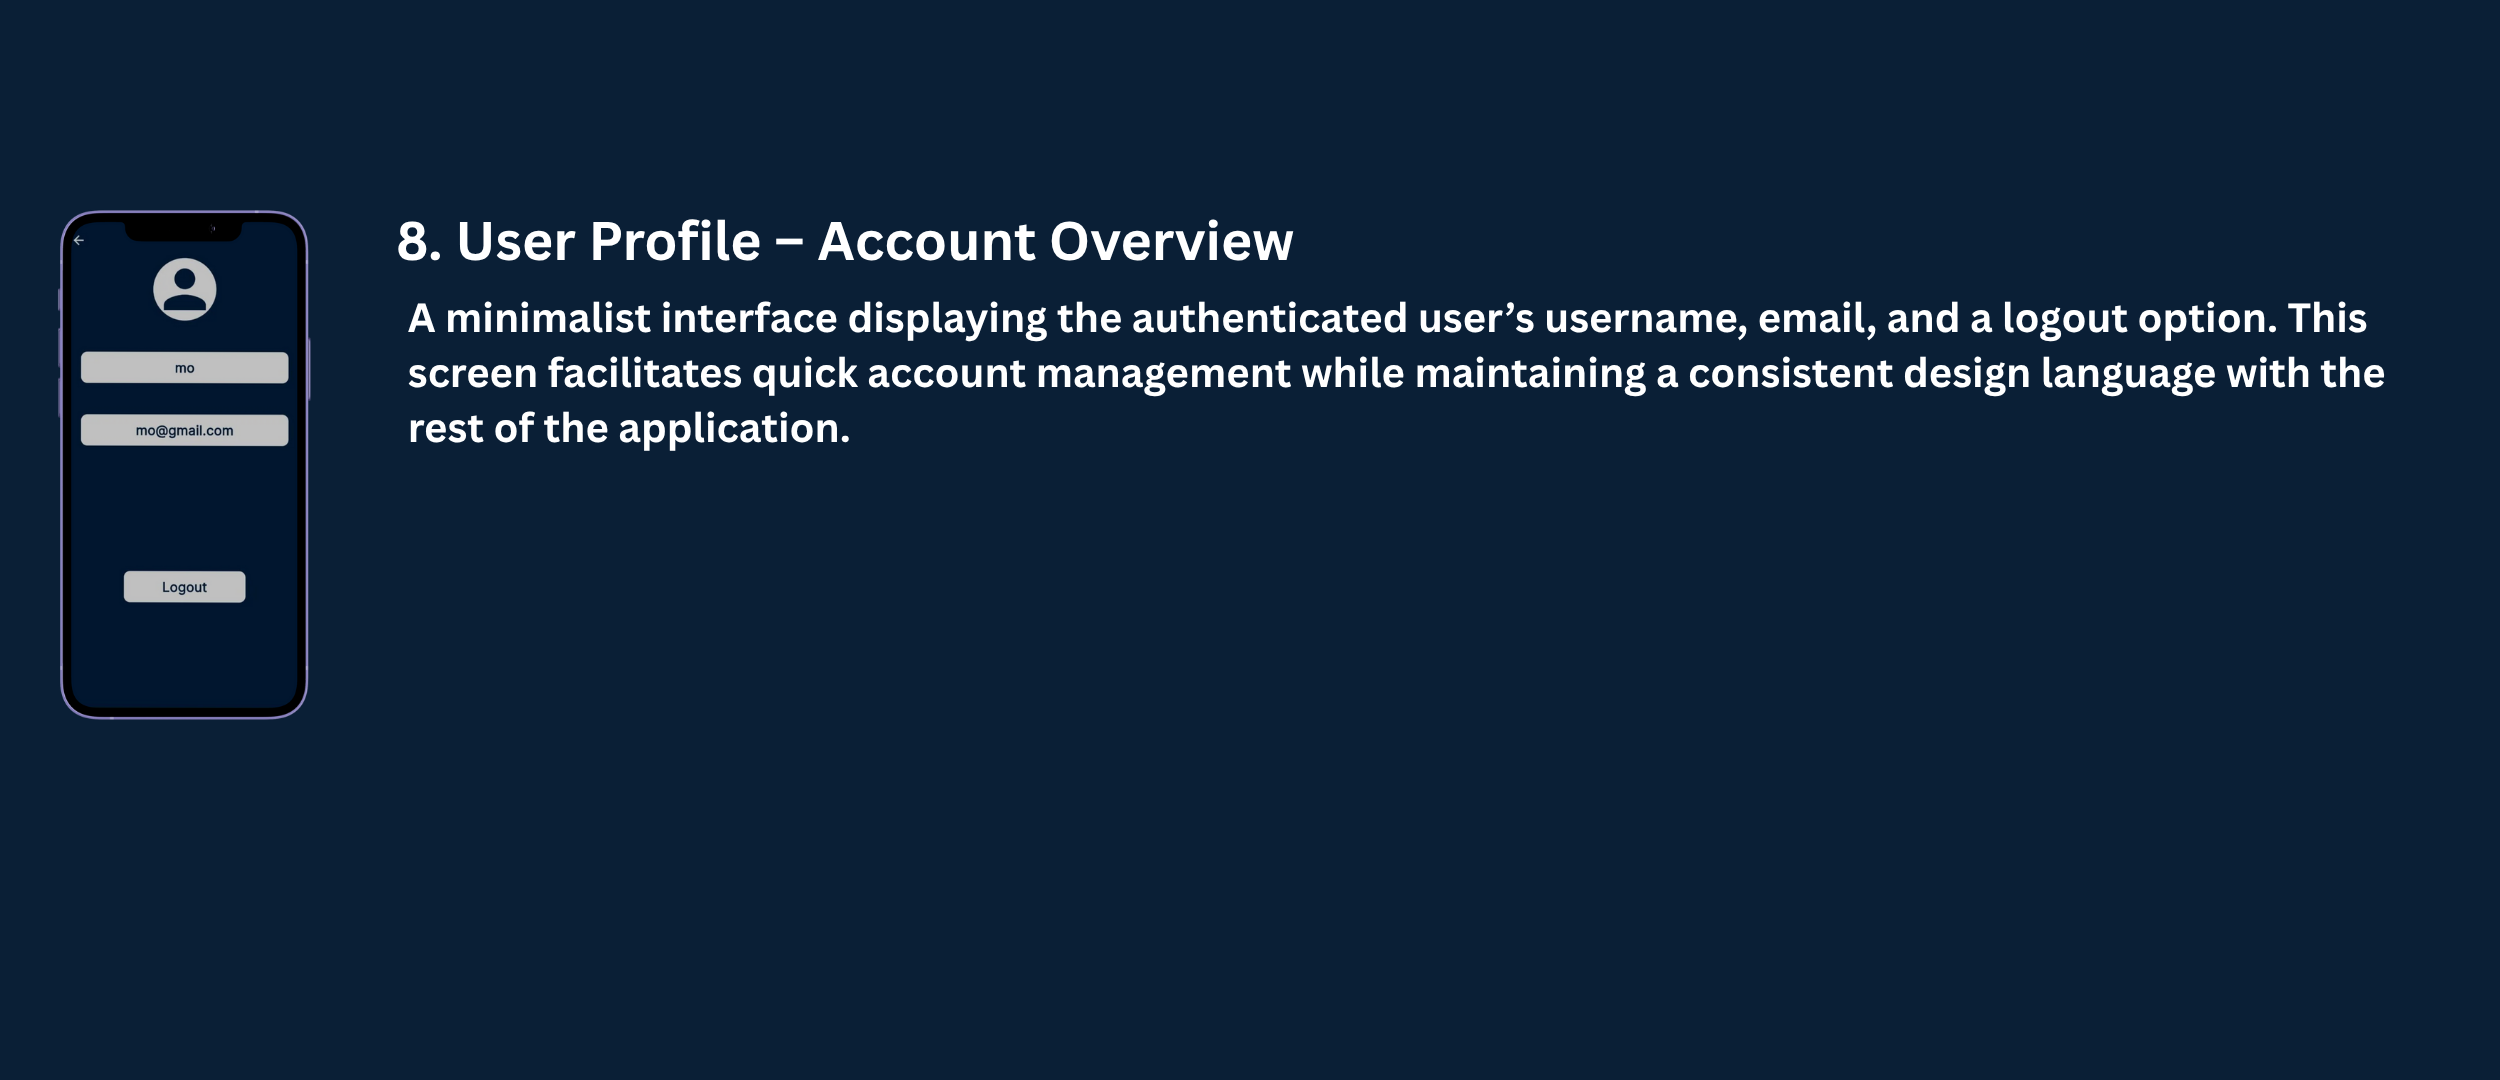 8. User Profile – Account Overview
A minimalist interface displaying the authenticated user’s username, email, and a logout option. This
screen facilitates quick account management while maintaining a consistent design language with the
rest of the application.
mo
mo@gmail.com
Logout